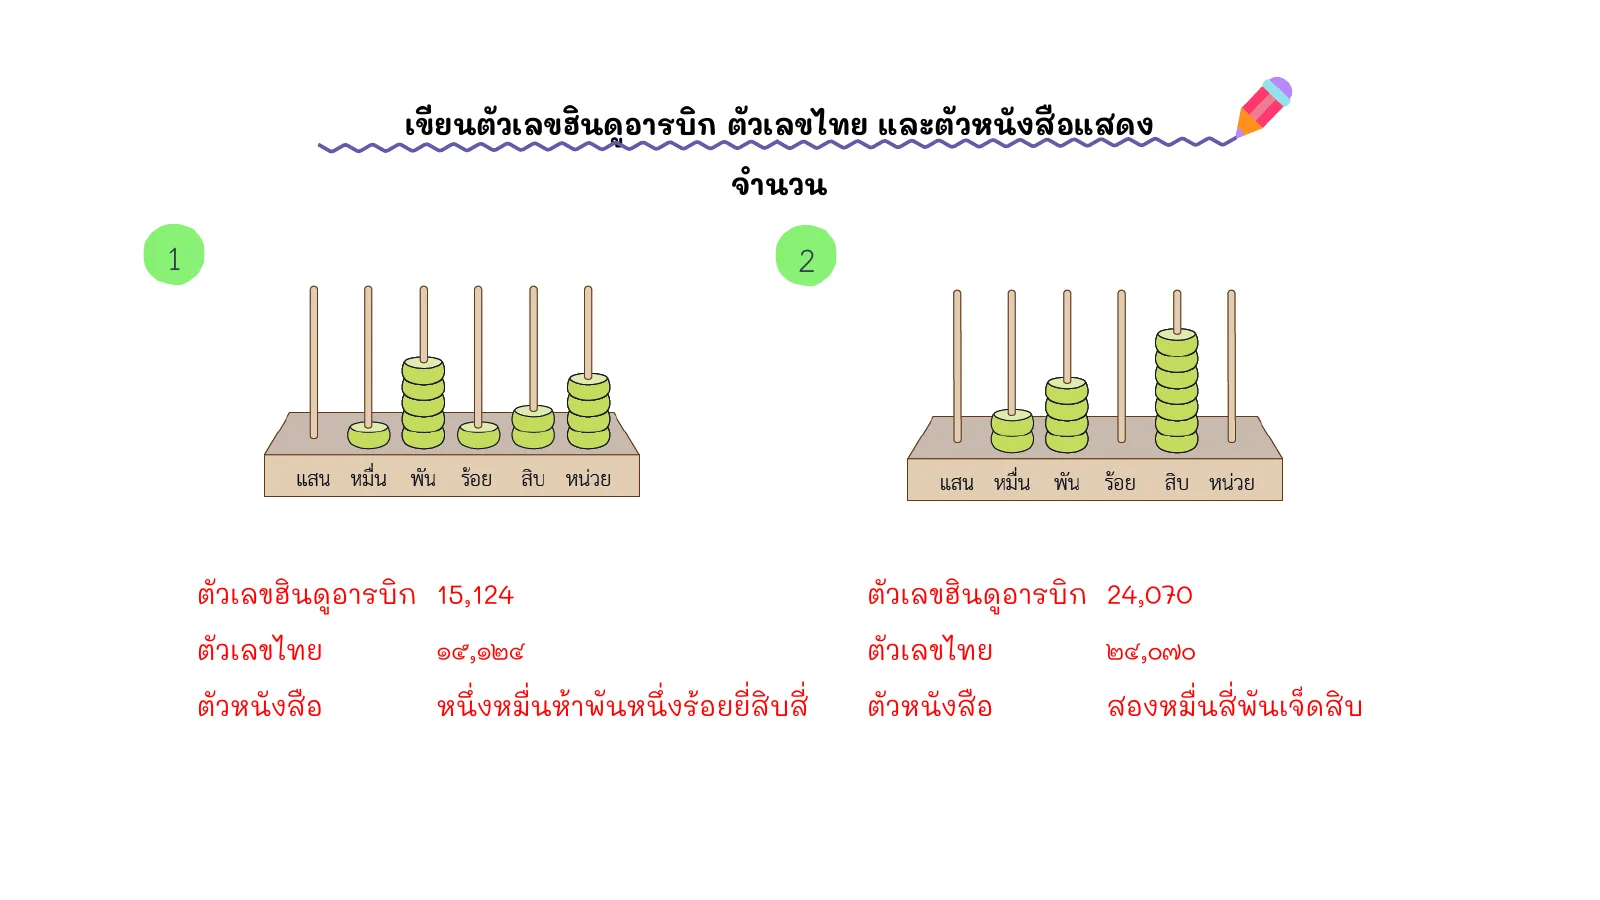 เขียนตัวเลขฮินดูอารบิก ตัวเลขไทย และตัวหนังสือแสดง
จำนวน
1
แสน หมื่น พัน ร้อย สิบ หน่วย
ตัวเลขฮินดูอารบิก 15,124
ตัวเลขไทย ๑๕,๑๒๔
ตัวหนังสือ หนึ่งหมื่นห้าพันหนึ่งร้อยยี่สิบสี่
2
แสน หมื่น พัน ร้อย สิบ หน่วย
ตัวเลขฮินดูอารบิก 24,070
ตัวเลขไทย ๒๔,๐๗๐
ตัวหนังสือ สองหมื่นสี่พันเจ็ดสิบ